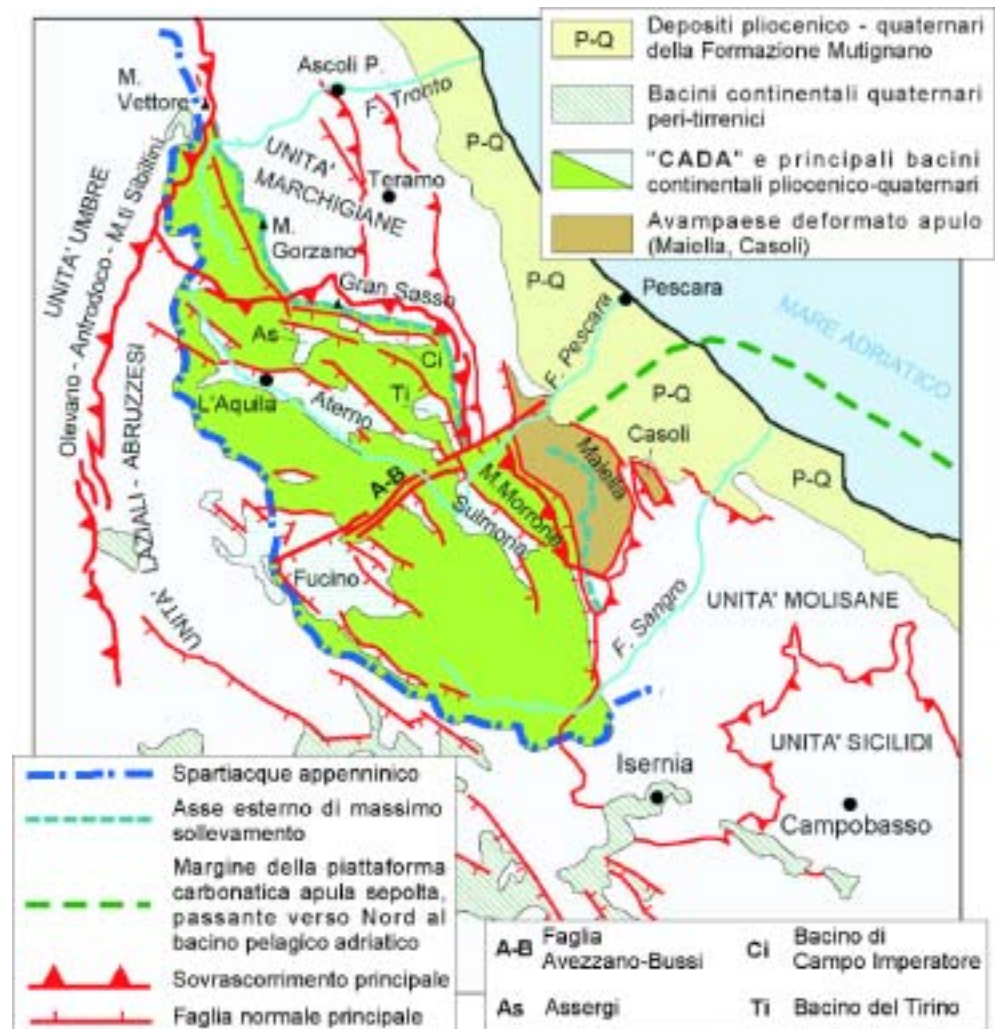 P-Q
Depositi pliocenico - quaternari
della Formazione Mutignano
Bacini continentali quaternari
peri-tirrenici
"CADA" e principali bacini
continentali pliocenico-quaternari
Avampaese deformato apulo
(Maiella, Casoli)
M.
Vettore
Ascoli P.
F. Tronto
P-Q
UNITA'
MARCHIGIANE
Teramo
P-Q
UNITA' UMBRE
Olevano - Antrodoco - M.ti Sibillini
M.
Gorzano
Gran Sasso
P-Q
Pescara
F. Pescara
MARE ADRIATICO
As
Ci
Ti
L'Aquila
Aterno
P-Q
Casoli
Maiella
P-Q
UNITA' LAZIALI - ABRUZZESI
A-B
M. Morrone
Sulmona
Fucino
F. Sangro
UNITA' MOLISANE
UNITA' SICILIDI
Isernia
Campobasso
Spartiacque appenninico
Asse esterno di massimo
sollevamento
Margine della piattaforma
carbonatica apula sepolta,
passante verso Nord al
bacino pelagico adriatico
Sovrascorrimento principale
Faglia normale principale
A-B Faglia
Avezzano-Bussi
Ci Bacino di
Campo Imperatore
As Assergi
Ti Bacino del Tirino